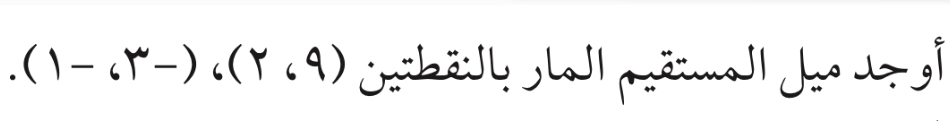 أوجد ميل المستقيم المار بالنقطتين (٩، ٢)، (-٣، -١).